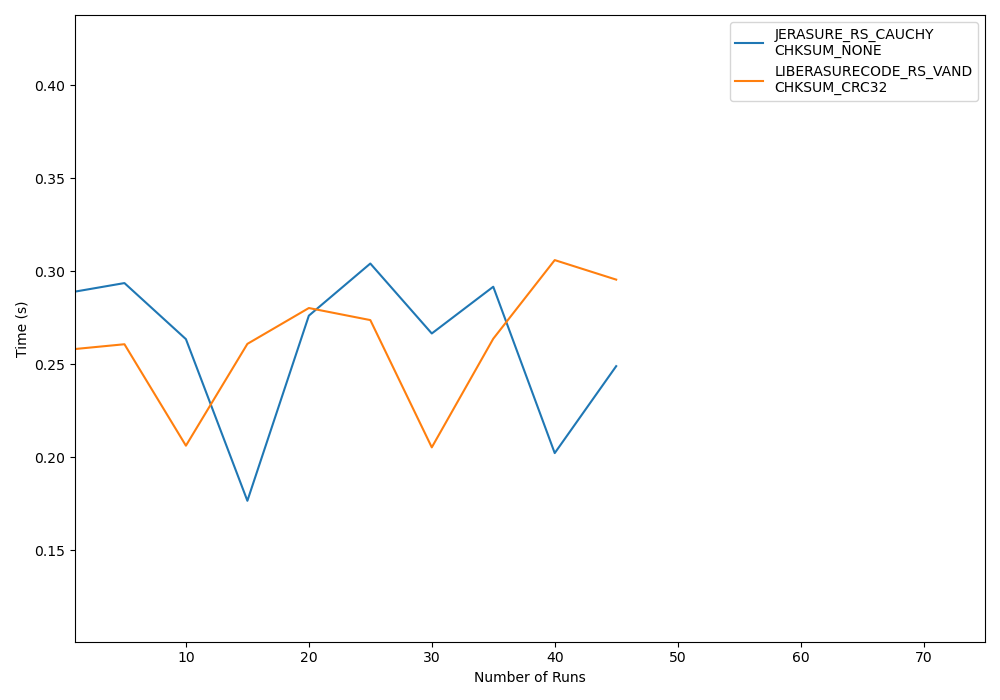 JERASURE_RS_CAUCHY
CHKSUM_NONE
LIBERASURECODE_RS_VAND
CHKSUM_CRC32
Time (s)
0.40
0.35
0.30
0.25
0.20
0.15
10 20 30 40 50 60 70
Number of Runs